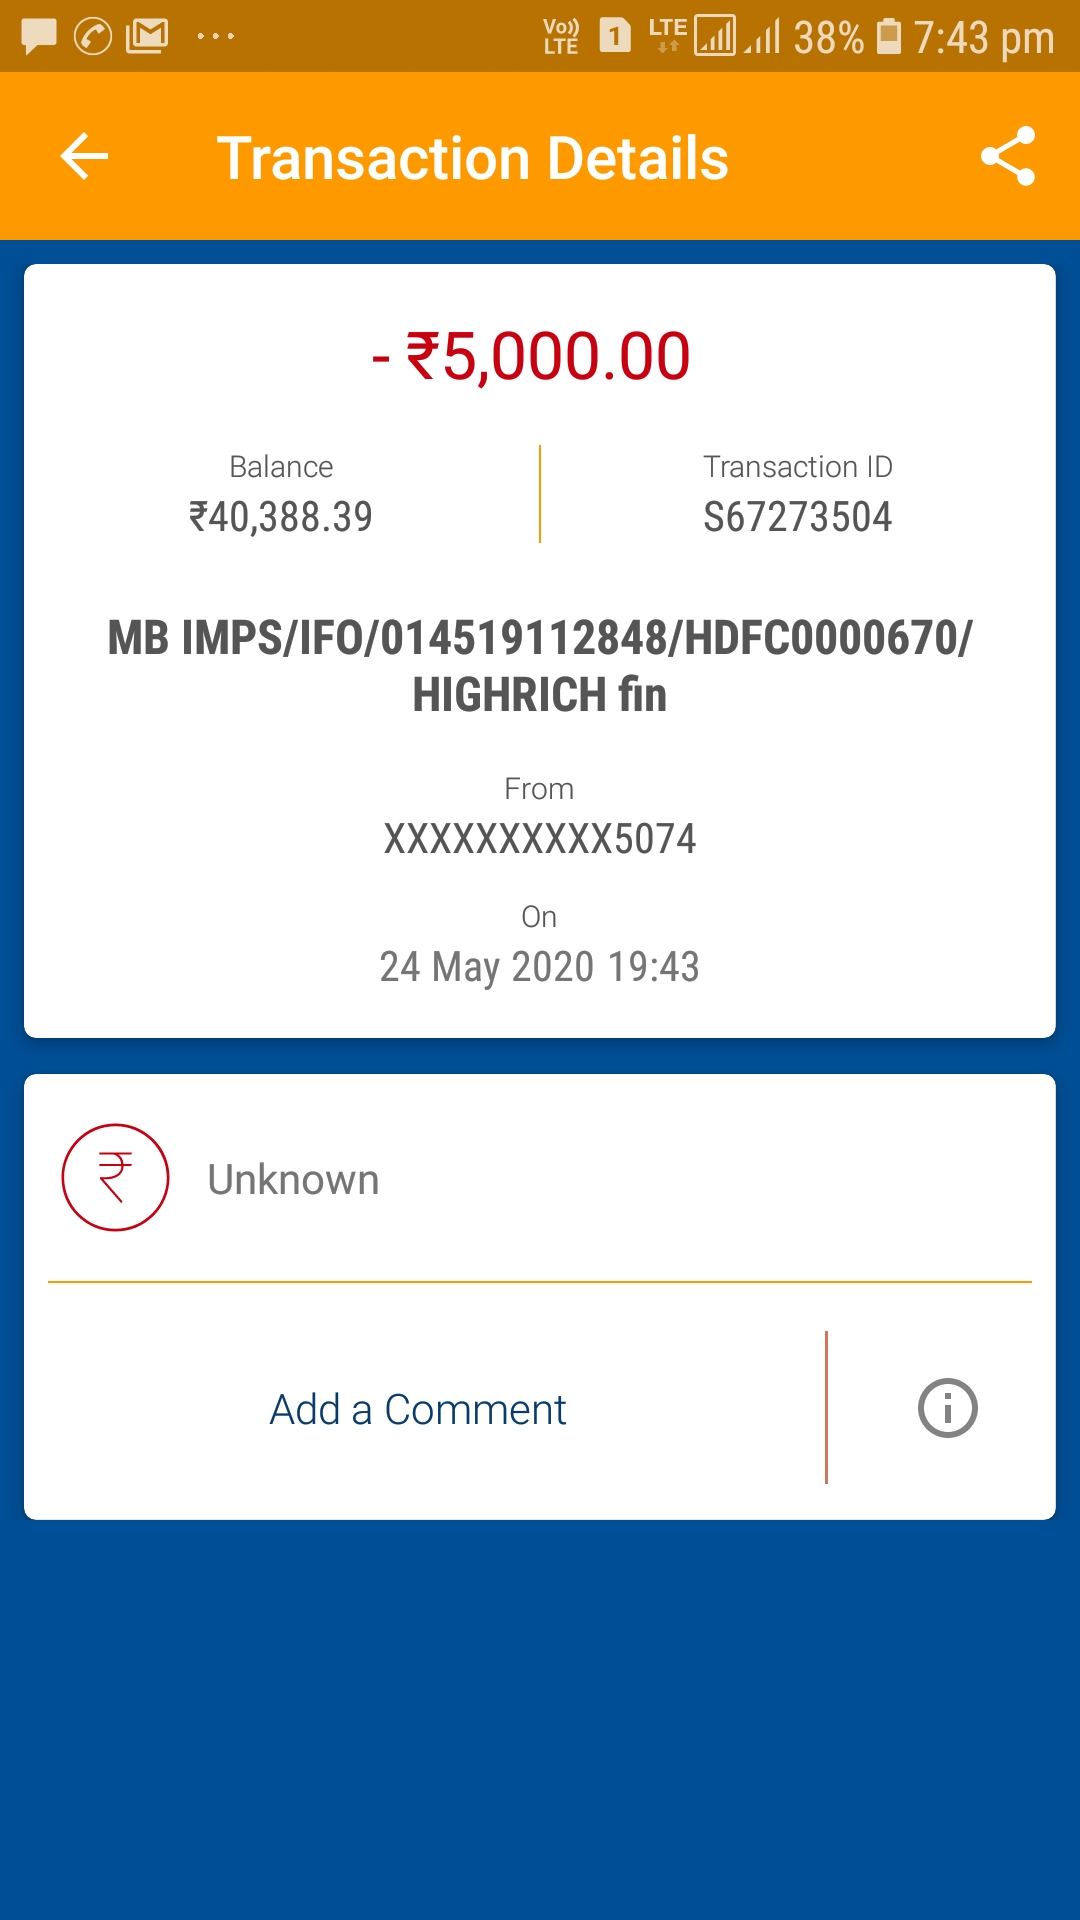 Vo)) LTE 1 LTE 38% 7:43 pm
Transaction Details
- ₹5,000.00
Balance
₹40,388.39
Transaction ID
S67273504
MB IMPS/IFO/014519112848/HDFC0000670/
HIGHRICH fin
From
XXXXXXXXXX5074
On
24 May 2020 19:43
₹ Unknown
Add a Comment